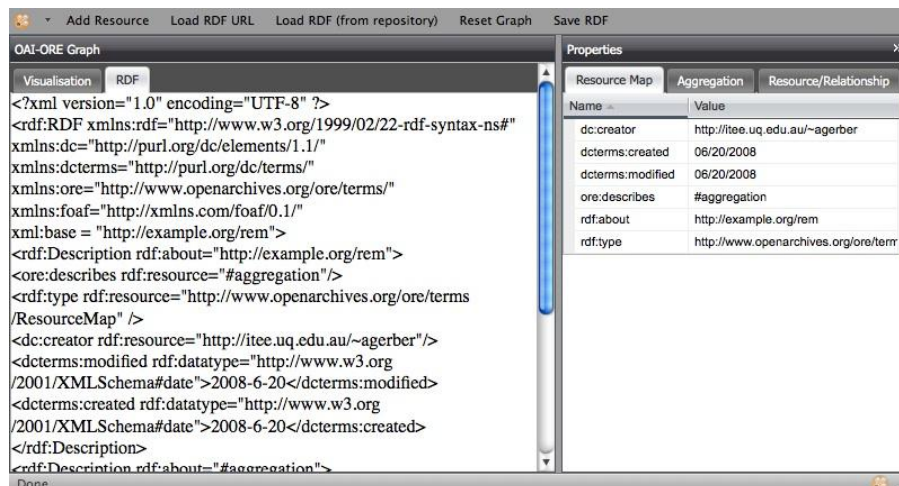 Add Resource Load RDF URL Load RDF (from repository) Reset Graph Save RDF
OAI-ORE Graph
Visualisation RDF
<?xml version="1.0" encoding="UTF-8" ?>
<rdf:RDF xmlns:rdf="http://www.w3.org/1999/02/22-rdf-syntax-ns#"
xmlns:dc="http://purl.org/dc/elements/1.1/"
xmlns:dcterms="http://purl.org/dc/terms/"
xmlns:ore="http://www.openarchives.org/ore/terms/"
xmlns:foaf="http://xmlns.com/foaf/0.1/"
xml:base = "http://example.org/rem">
<rdf:Description rdf:about="http://example.org/rem">
<ore:describes rdf:resource="#aggregation"/>
<rdf:type rdf:resource="http://www.openarchives.org/ore/terms
/ResourceMap" />
<dc:creator rdf:resource="http://itee.uq.edu.au/~agerber"/>
<dcterms:modified rdf:datatype="http://www.w3.org
/2001/XMLSchema#date">2008-6-20</dcterms:modified>
<dcterms:created rdf:datatype="http://www.w3.org
/2001/XMLSchema#date">2008-6-20</dcterms:created>
</rdf:Description>
<rdf:Description rdf:about="#aggregation">
Properties
Resource Map Aggregation Resource/Relationship
Name Value
dc:creator http://itee.uq.edu.au/~agerber
dcterms:created 06/20/2008
dcterms:modified 06/20/2008
ore:describes #aggregation
rdf:about http://example.org/rem
rdf:type http://www.openarchives.org/ore/term
Done